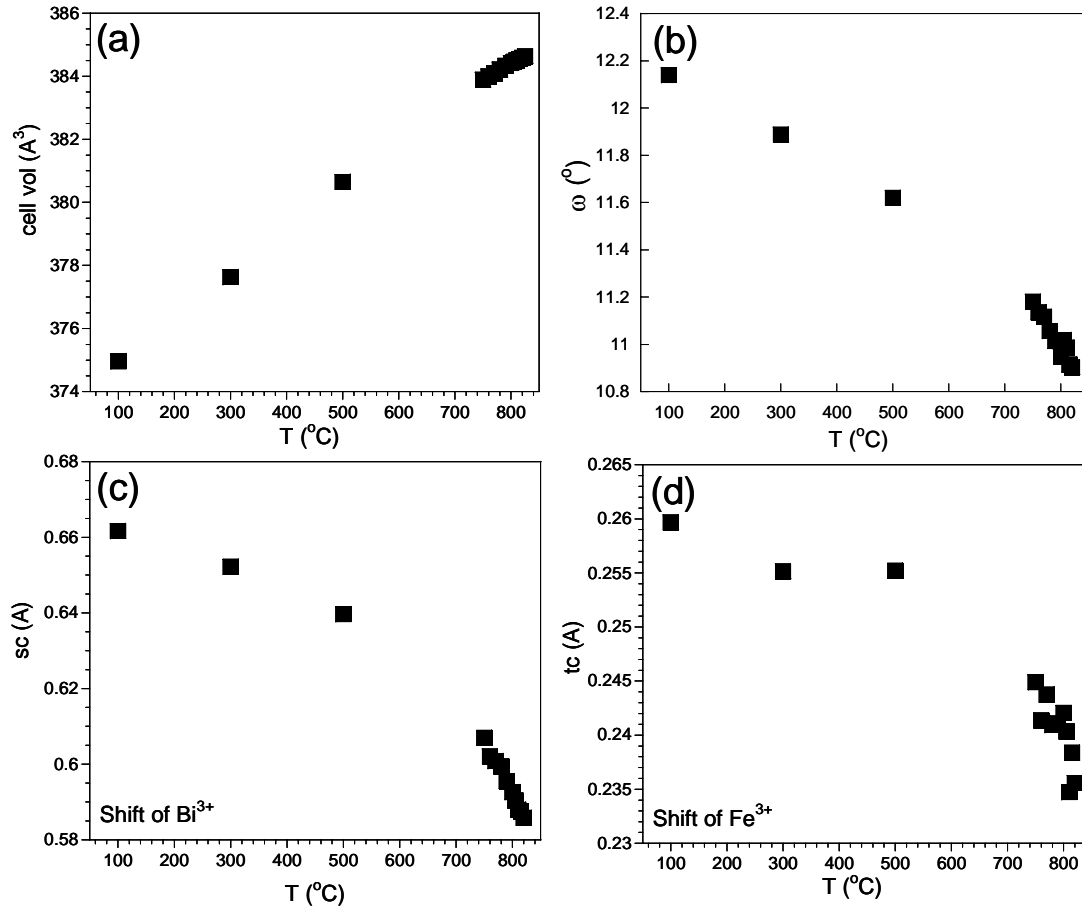 (a)
386
384
382
380
378
376
374
cell vol (A³)
100 200 300 400 500 600 700 800
T (°C)
(b)
12.4
12.2
12
11.8
11.6
11.4
11.2
11
10.8
ω (°)
100 200 300 400 500 600 700 800
T (°C)
(c)
0.68
0.66
0.64
0.62
0.6
0.58
sc (A)
Shift of Bi³⁺
100 200 300 400 500 600 700 800
T (°C)
(d)
0.265
0.26
0.255
0.25
0.245
0.24
0.235
0.23
tc (A)
Shift of Fe³⁺
100 200 300 400 500 600 700 800
T (°C)